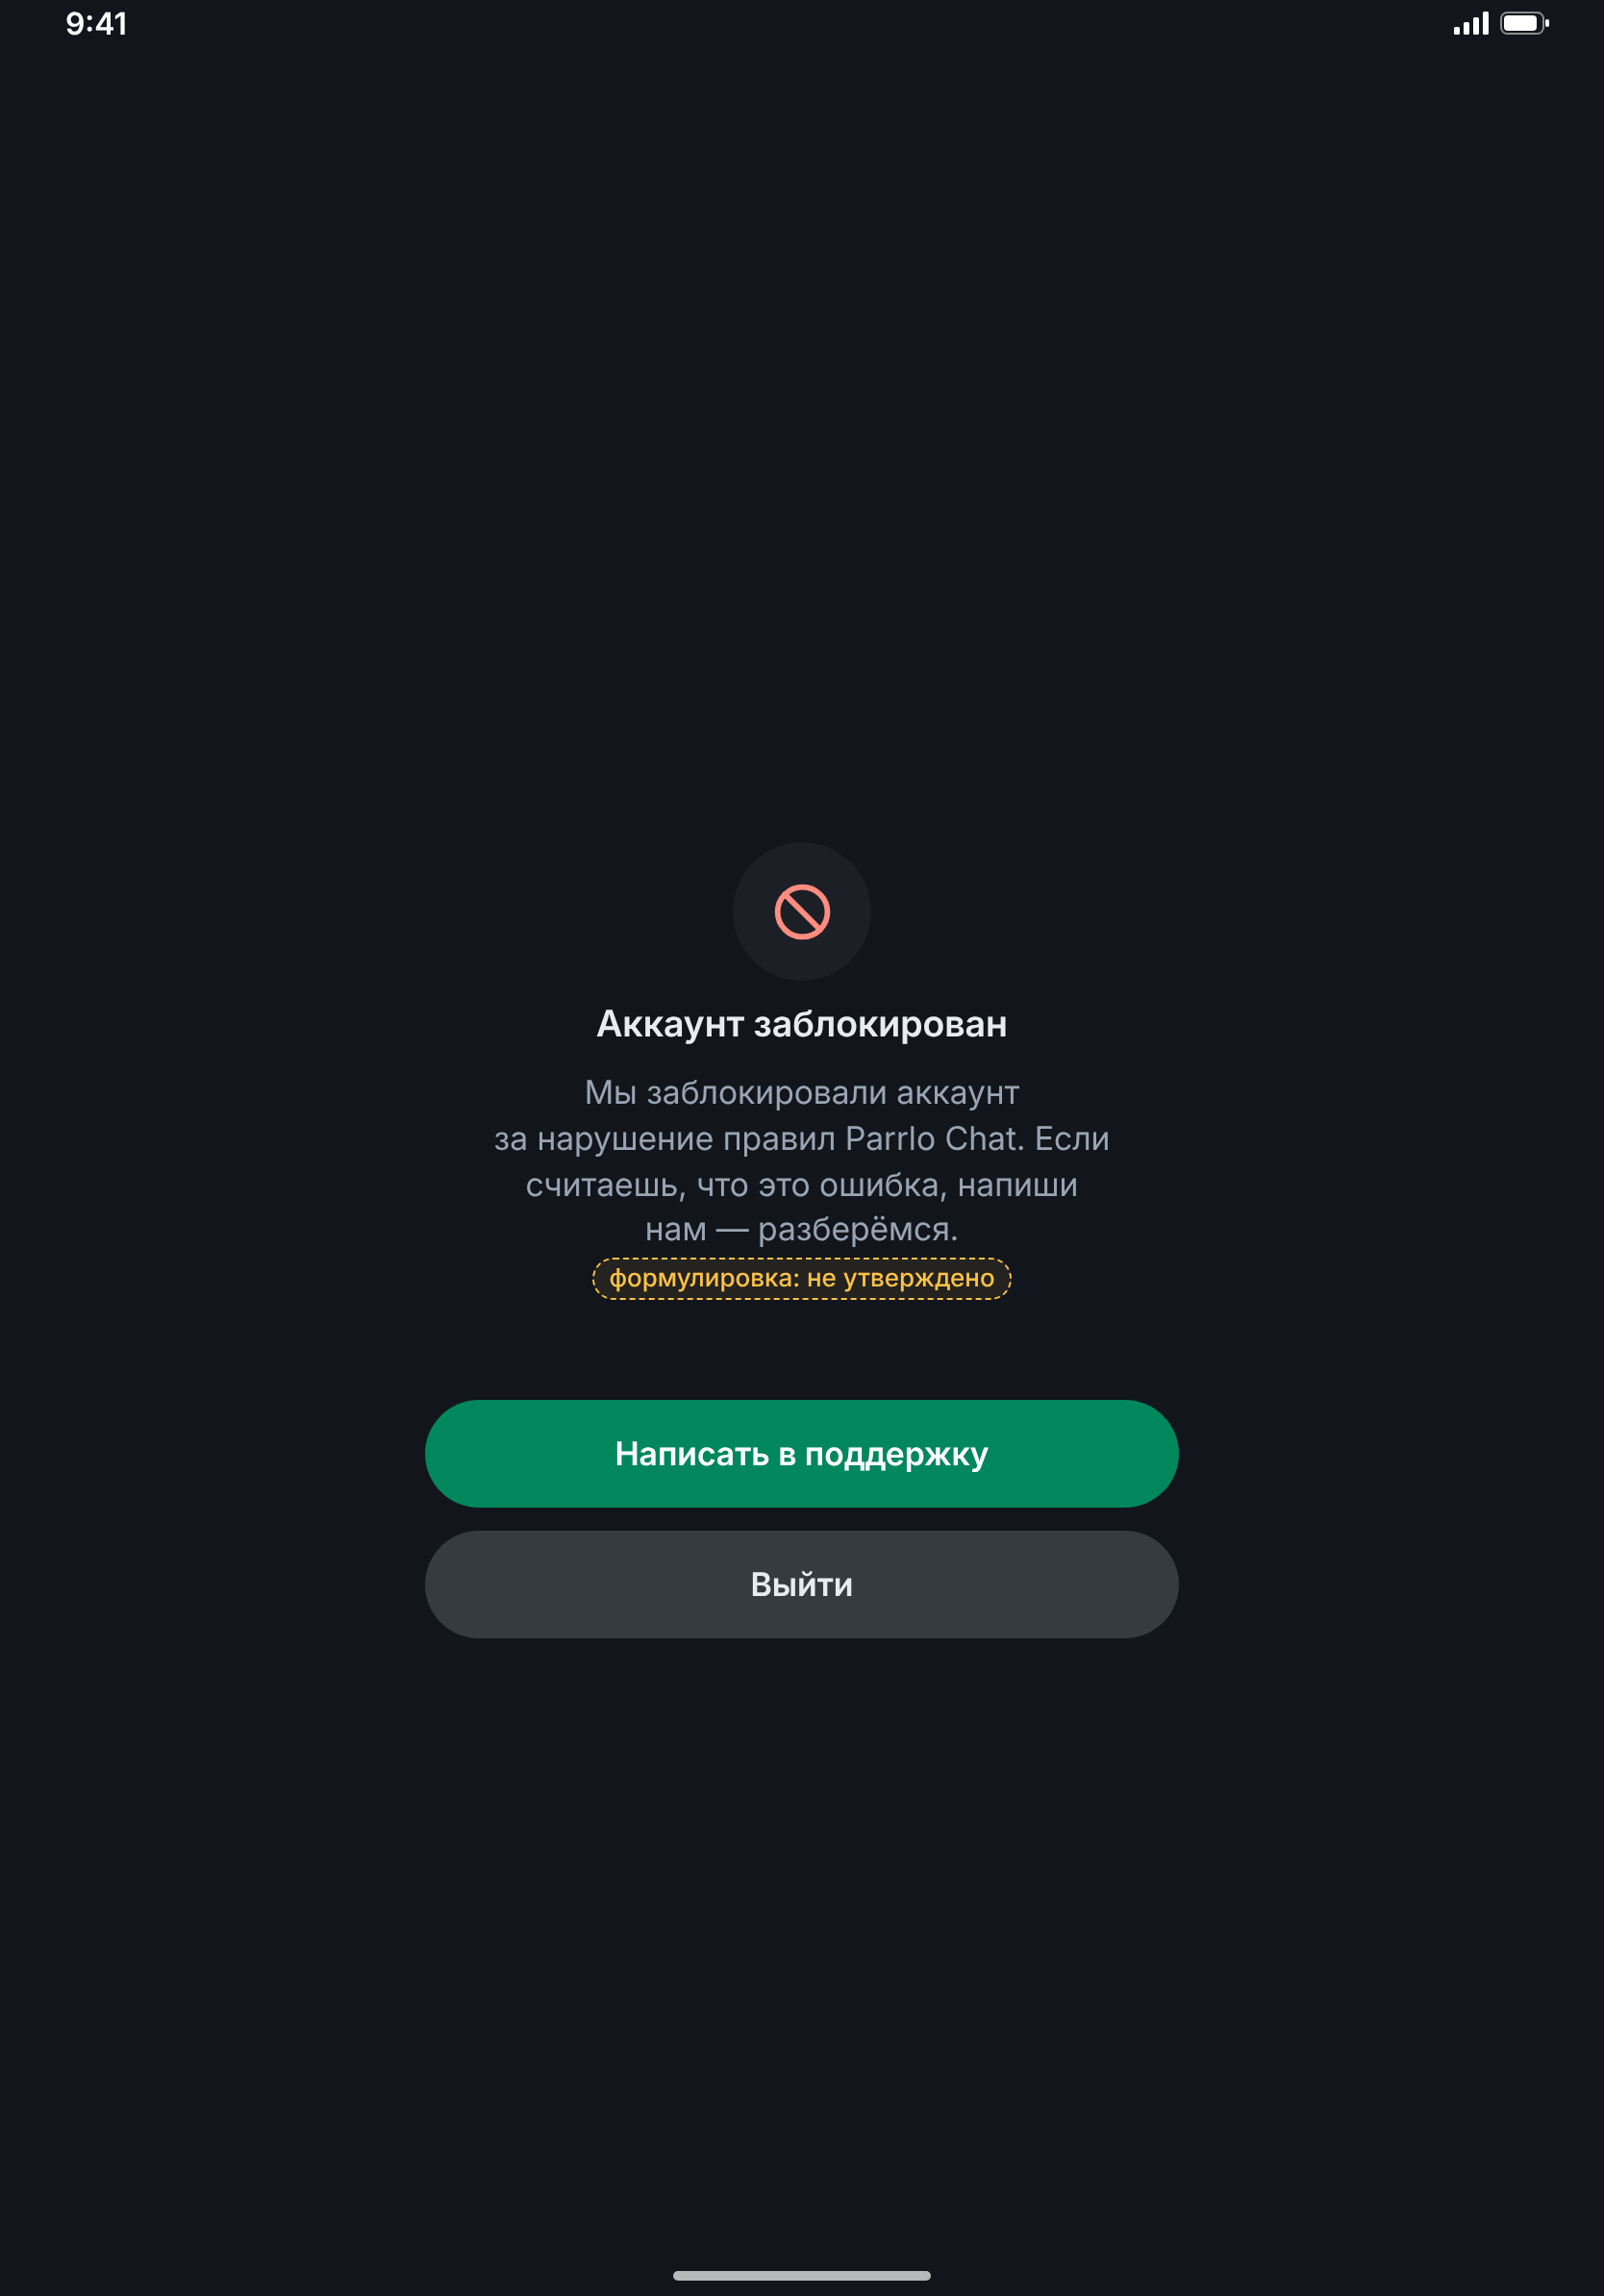 9:41
Аккаунт заблокирован
Мы заблокировали аккаунт
за нарушение правил Parrlo Chat. Если
считаешь, что это ошибка, напиши
нам — разберёмся.
формулировка: не утверждено
Написать в поддержку
Выйти